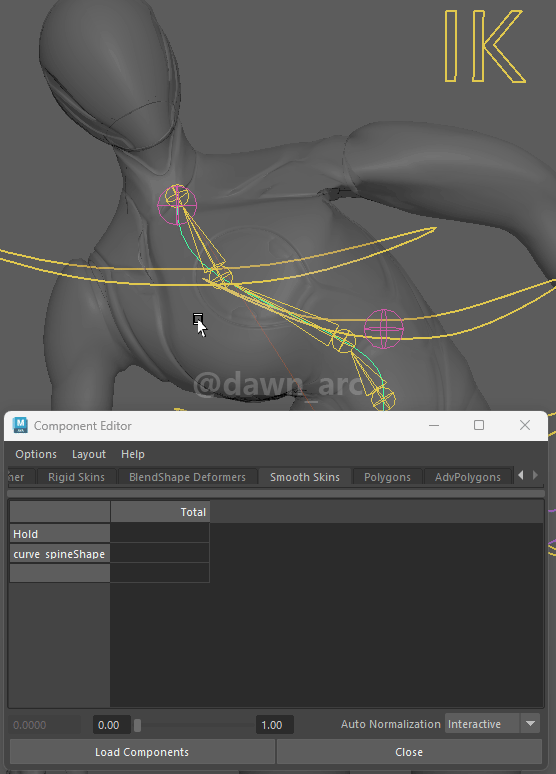 IK
@dawn_arc
Component Editor
Options Layout Help
ner Rigid Skins BlendShape Deformers Smooth Skins Polygons AdvPolygons
Total
Hold
curve_spineShape
0.0000 0.00 1.00 Auto Normalization Interactive
Load Components Close